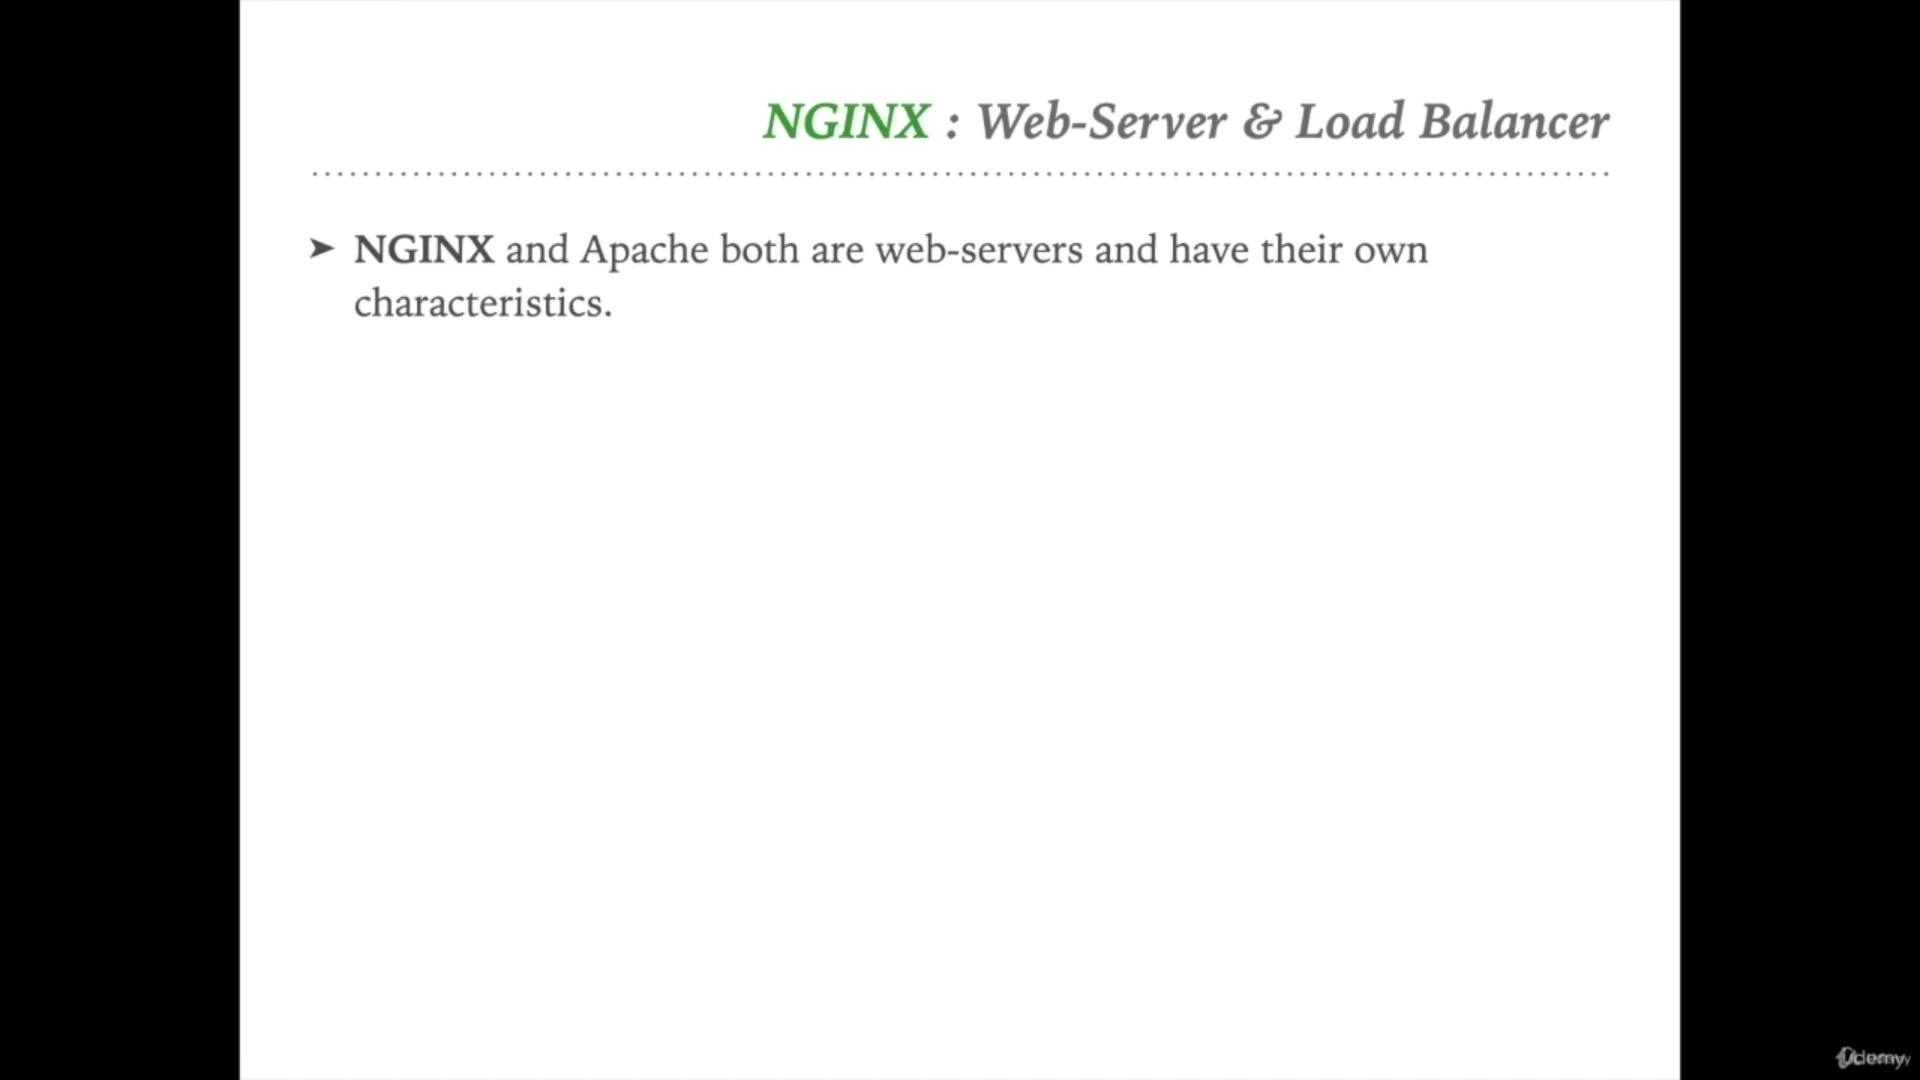 NGINX : Web-Server & Load Balancer
➤ NGINX and Apache both are web-servers and have their own
characteristics.
Udemy